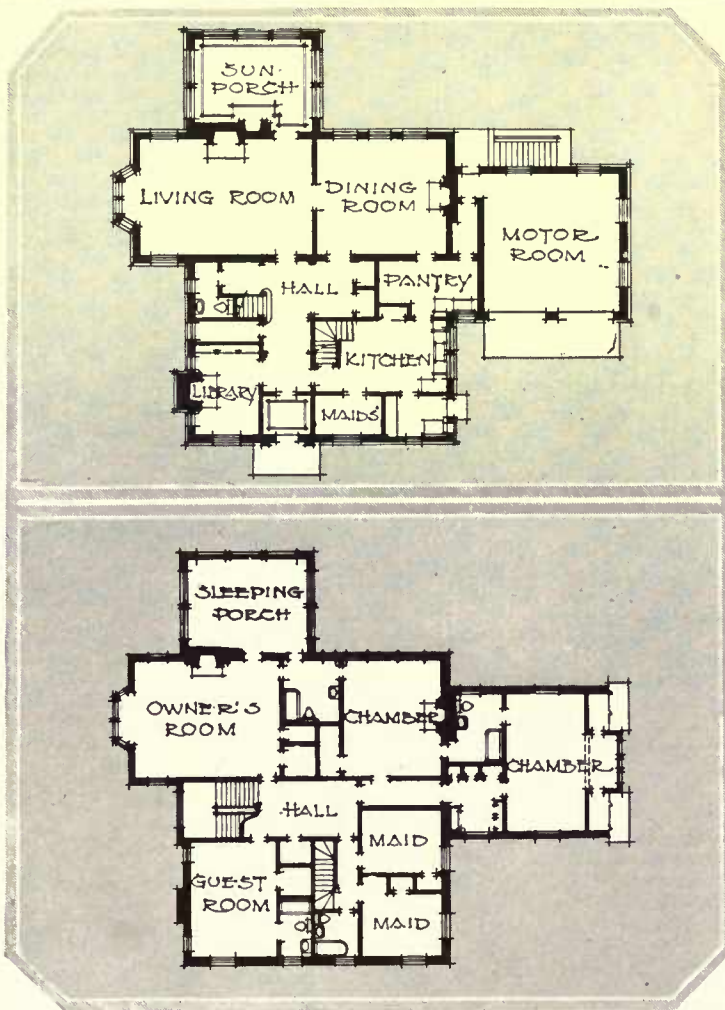 SUN
PORCH
LIVING ROOM
DINING
ROOM
MOTOR
ROOM
HALL
PANTRY
KITCHEN
LIBRARY
MAIDS'
SLEEPING
PORCH
OWNER'S
ROOM
CHAMBER
CHAMBER
HALL
MAID
GUEST
ROOM
MAID